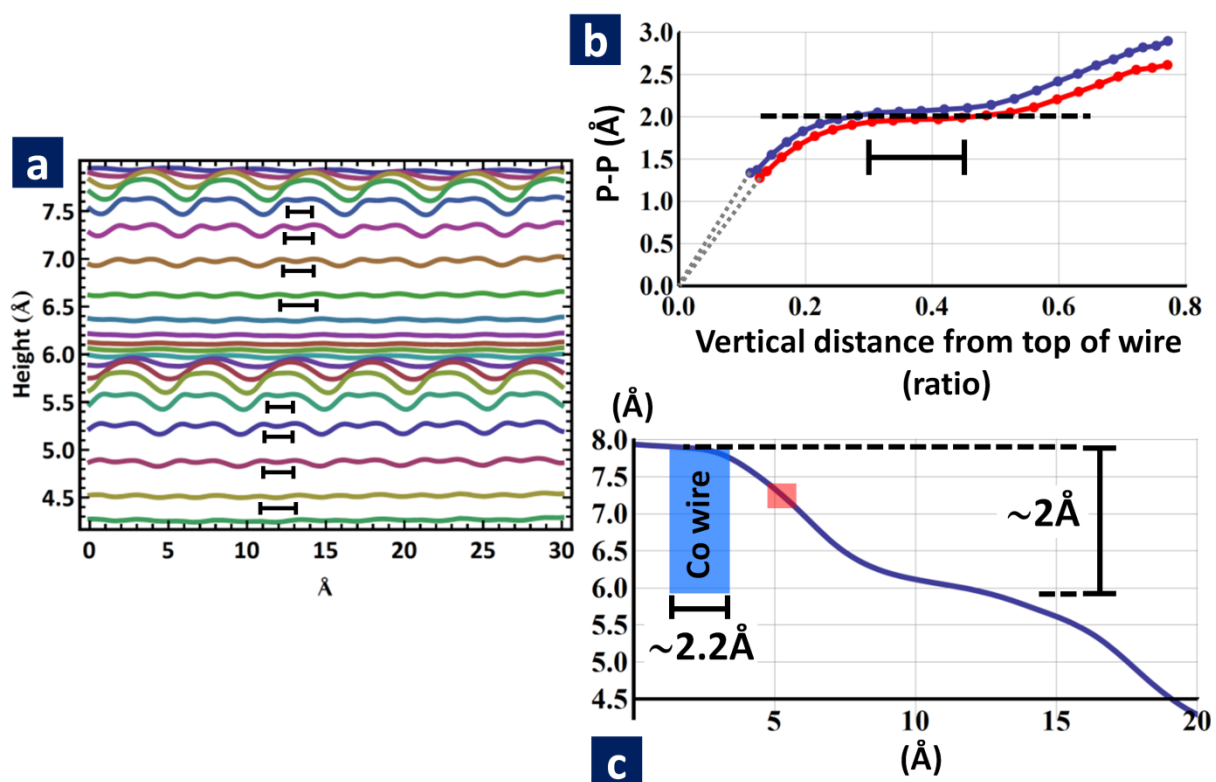 a
Height (Å)
7.5
7.0
6.5
6.0
5.5
5.0
4.5
0 5 10 15 20 25 30
Å
b
P-P (Å)
3.0
2.5
2.0
1.5
1.0
0.5
0.0
0.0 0.2 0.4 0.6 0.8
Vertical distance from top of wire
(ratio)
(Å)
8.0
7.5
7.0
6.5
6.0
5.5
5.0
4.5
Co wire
~2Å
~2.2Å
5 10 15 20
(Å)
c